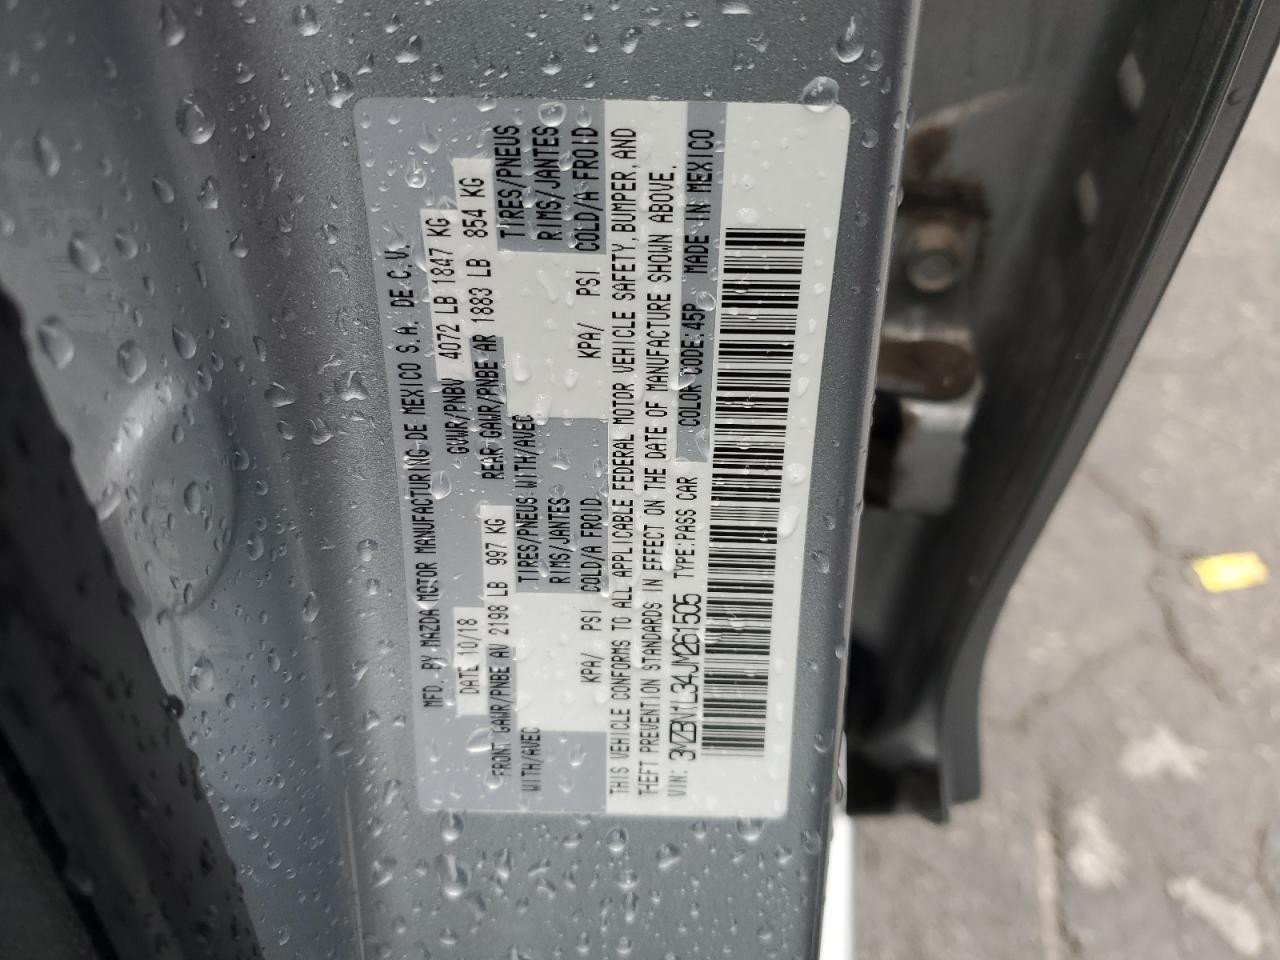 MFD. BY MAZDA MOTOR MANUFACTURING DE MEXICO S.A. DE C.V.
DATE 10/18 GVWR/PNBV 4072 LB 1847 KG
FRONT GAWR/PNBE AV 2198 LB 997 KG REAR GAWR/PNBE AR 1883 LB 854 KG
WITH/AVEC TIRES/PNEUS WITH/AVEC TIRES/PNEUS
RIMS/JANTES RIMS/JANTES
KPA/ PSI COLD/A FROID KPA/ PSI COLD/A FROID
THIS VEHICLE CONFORMS TO ALL APPLICABLE FEDERAL MOTOR VEHICLE SAFETY, BUMPER, AND
THEFT PREVENTION STANDARDS IN EFFECT ON THE DATE OF MANUFACTURE SHOWN ABOVE.
VIN: 3MZBN1L34JM261505 TYPE:PASS CAR COLOR CODE:45P MADE IN MEXICO